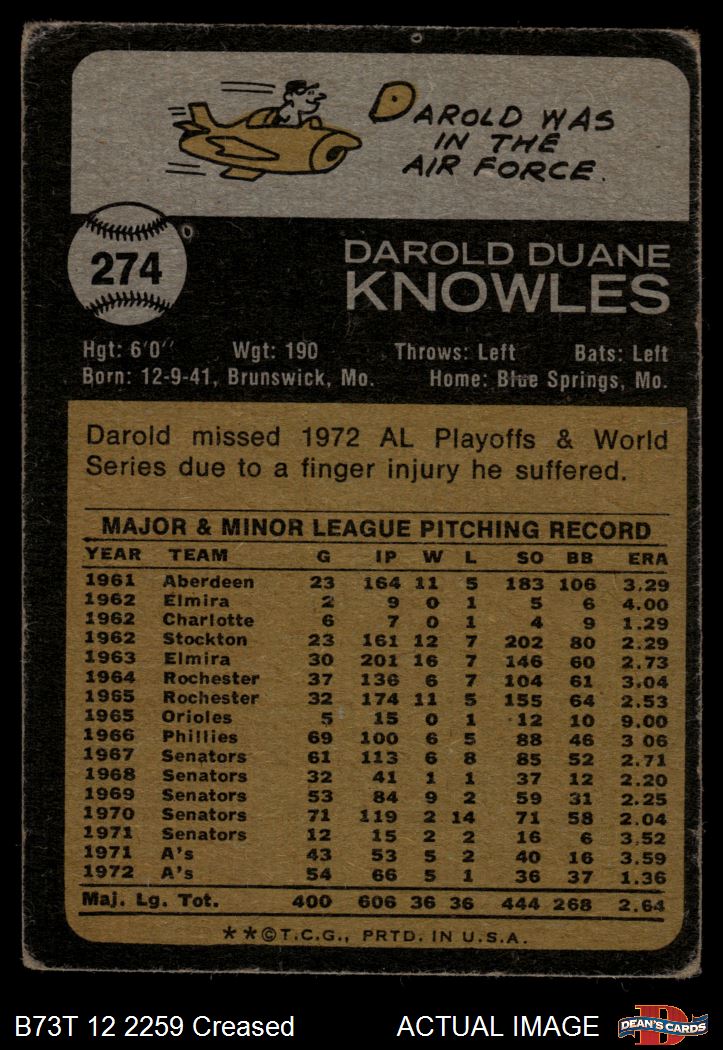 DAROLD WAS
IN THE
AIR FORCE.
274
DAROLD DUANE
KNOWLES
Hgt: 6'0" Wgt: 190 Throws: Left Bats: Left
Born: 12-9-41, Brunswick, Mo. Home: Blue Springs, Mo.
Darold missed 1972 AL Playoffs & World
Series due to a finger injury he suffered.
MAJOR & MINOR LEAGUE PITCHING RECORD
YEAR TEAM G IP W L SO BB ERA
1961 Aberdeen 23 164 11 5 183 106 3.29
1962 Elmira 2 9 0 1 5 6 4.00
1962 Charlotte 6 7 0 1 4 9 1.29
1962 Stockton 23 161 12 7 202 80 2.29
1963 Elmira 30 201 16 7 146 60 2.73
1964 Rochester 37 136 6 7 104 61 3.04
1965 Rochester 32 174 11 5 155 64 2.53
1965 Orioles 5 15 0 1 12 10 9.00
1966 Phillies 69 100 6 5 88 46 3 06
1967 Senators 61 113 6 8 85 52 2.71
1968 Senators 32 41 1 1 37 12 2.20
1969 Senators 53 84 9 2 59 31 2.25
1970 Senators 71 119 2 14 71 58 2.04
1971 Senators 12 15 2 2 16 6 3.52
1971 A's 43 53 5 2 40 16 3.59
1972 A's 54 66 5 1 36 37 1.36
Maj. Lg. Tot. 400 606 36 36 444 268 2.64
**©T.C.G., PRTD. IN U.S.A.
B73T 12 2259 Creased ACTUAL IMAGE D DEAN'S CARDS